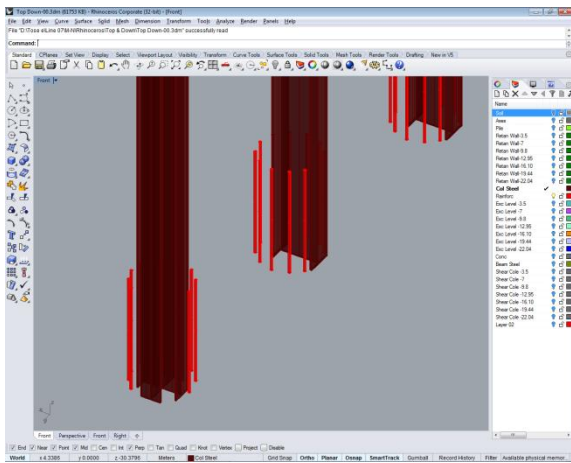 Top Down-00.3dm (61753 KB) - Rhinoceros Corporate (32-bit) - [Front]
File Edit View Curve Surface Solid Mesh Dimension Transform Tools Analyze Render Panels Help
successfully read
Command:
Standard CPlanes Set View Display Select Viewport Layout Visibility Transform Curve Tools Surface Tools Solid Tools Mesh Tools Render Tools Drafting New in V5
Front
Name
Soil
Axes
Pile
Retain Wall-3.5
Retain Wall-7
Retain Wall-9.8
Retain Wall-12.95
Retain Wall-16.10
Retain Wall-19.44
Retain Wall-22.04
Col Steel
Rainforc
Exc Level -3.5
Exc Level -7
Exc Level -9.8
Exc Level -12.95
Exc Level -16.10
Exc Level -19.44
Exc Level -22.04
Conc
Beam Steel
Shear Cole -3.5
Shear Cole -7
Shear Cole -9.8
Shear Cole -12.95
Shear Cole -16.10
Shear Cole -19.44
Shear Cole -22.04
Layer 02
Front Perspective Front Right
End Near Point Mid Cen Int Perp Tan Quad Knot Vertex Project Disable
World x 4.3388 y 0.0000 z -30.379 Meters Col Steel Grid Snap Ortho Planar Osnap SmartTrack Gumball Record History Filter Available physical memor...